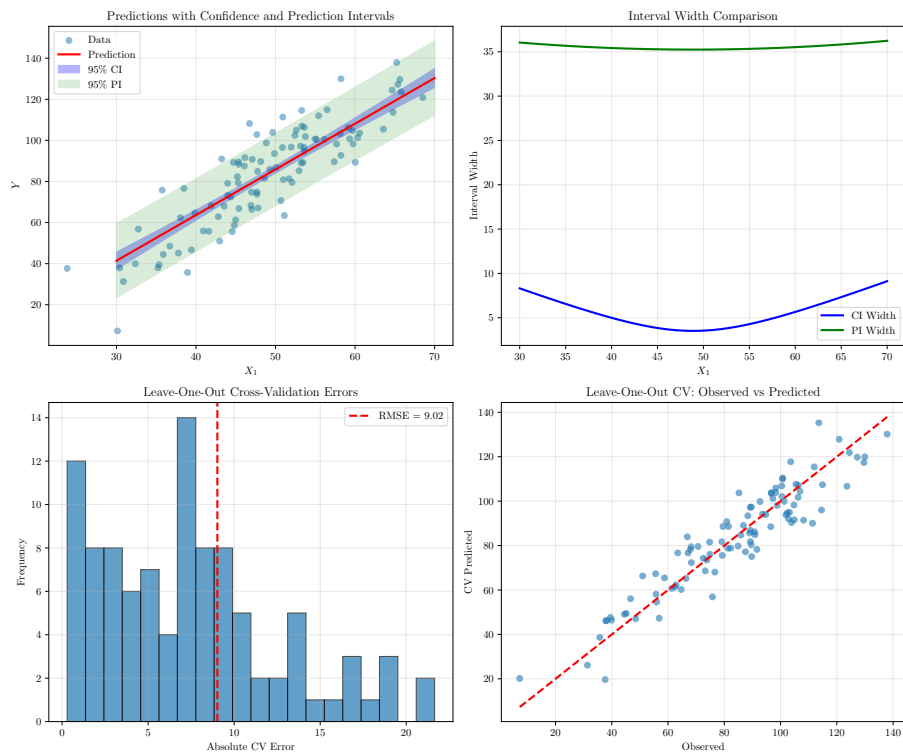 Predictions with Confidence and Prediction Intervals
Data
Prediction
95% CI
95% PI
Y
140
120
100
80
60
40
20
30 40 50 60 70
X₁
Interval Width Comparison
Interval Width
35
30
25
20
15
10
5
CI Width
PI Width
30 35 40 45 50 55 60 65 70
X₁
Leave-One-Out Cross-Validation Errors
RMSE = 9.02
Frequency
14
12
10
8
6
4
2
0
0 5 10 15 20
Absolute CV Error
Leave-One-Out CV: Observed vs Predicted
CV Predicted
140
120
100
80
60
40
20
0
20 40 60 80 100 120 140
Observed